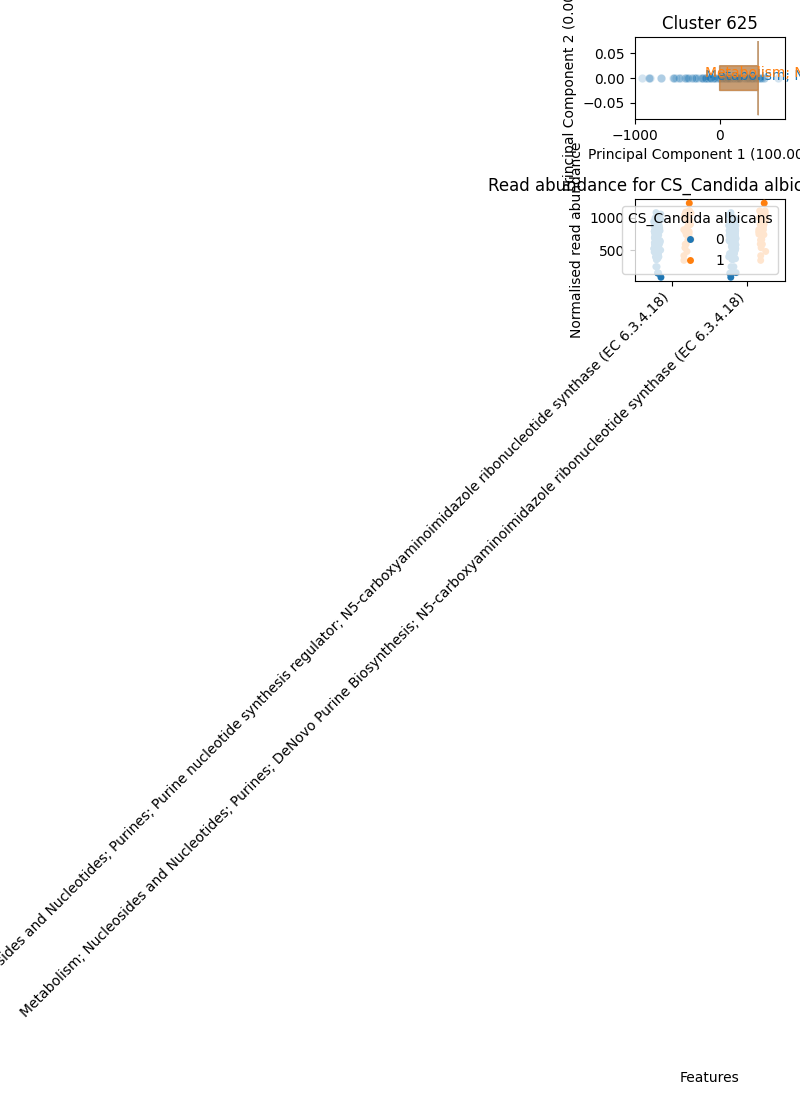 Cluster 625
Principal Component 2 (0.00
0.05
0.00
−0.05
Metabolism; N
Metabolism; N
−1000
0
Principal Component 1 (100.00
Read abundance for CS_Candida albic
Normalised read abundance
1000
500
CS_Candida albicans
0
1
sides and Nucleotides; Purines; Purine nucleotide synthesis regulator; N5-carboxyaminoimidazole ribonucleotide synthase (EC 6.3.4.18)
Metabolism; Nucleosides and Nucleotides; Purines; DeNovo Purine Biosynthesis; N5-carboxyaminoimidazole ribonucleotide synthase (EC 6.3.4.18)
Features